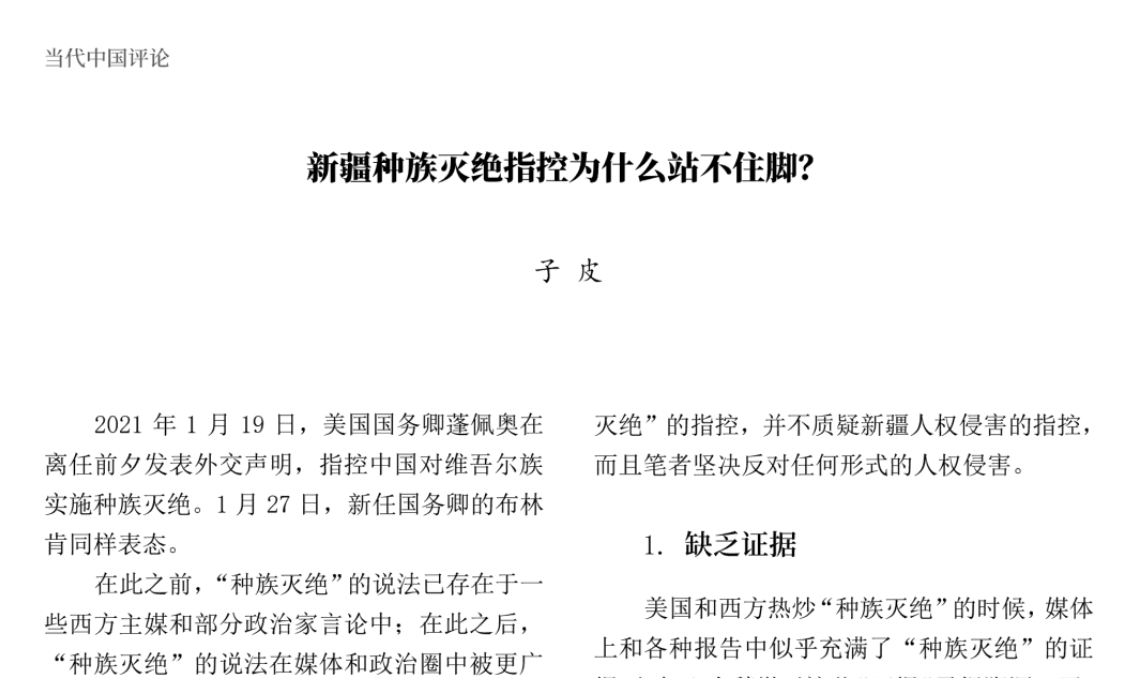 当代中国评论
新疆种族灭绝指控为什么站不住脚？
子 皮
2021 年 1 月 19 日，美国国务卿蓬佩奥在
离任前夕发表外交声明，指控中国对维吾尔族
实施种族灭绝。1 月 27 日，新任国务卿的布林
肯同样表态。
在此之前，“种族灭绝”的说法已存在于一
些西方主媒和部分政治家言论中；在此之后，
“种族灭绝”的说法在媒体和政治圈中被更广
灭绝”的指控，并不质疑新疆人权侵害的指控，
而且笔者坚决反对任何形式的人权侵害。
1. 缺乏证据
美国和西方热炒“种族灭绝”的时候，媒体
上和各种报告中似乎充满了“种族灭绝”的证